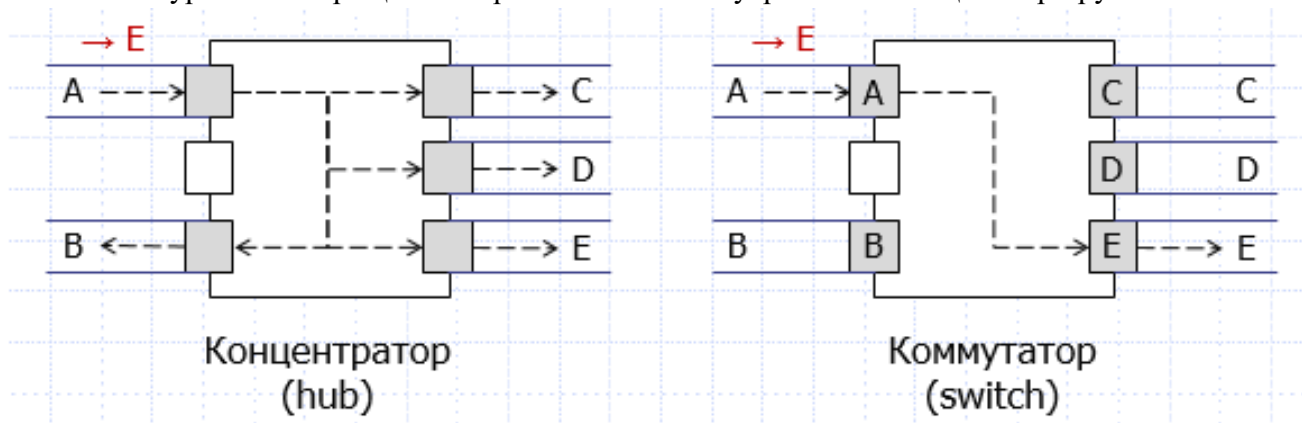 → E
A A C C
D D
B B E E
→ E
A C
D
B E
Концентратор
(hub)
Коммутатор
(switch)